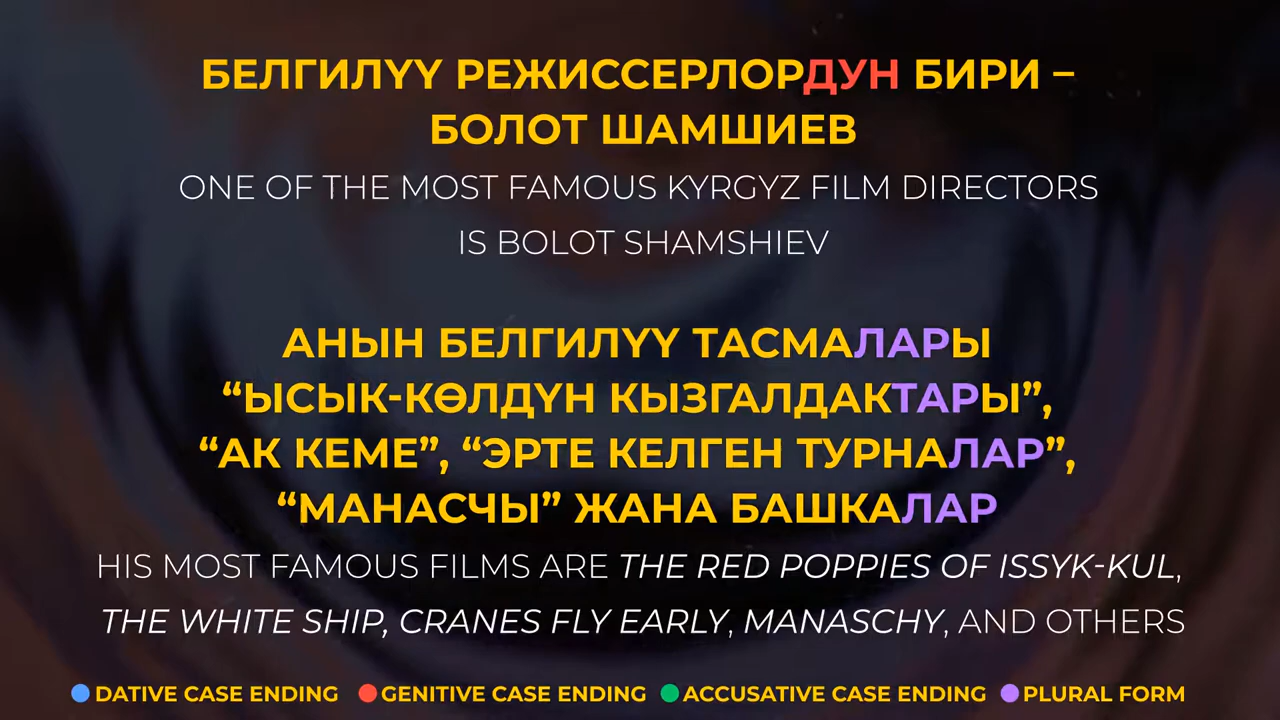 БЕЛГИЛҮҮ РЕЖИССЕРЛОРДУН БИРИ –
БОЛОТ ШАМШИЕВ
ONE OF THE MOST FAMOUS KYRGYZ FILM DIRECTORS
IS BOLOT SHAMSHIEV
АНЫН БЕЛГИЛҮҮ ТАСМАЛАРЫ
“ЫСЫК-КӨЛДҮН КЫЗГАЛДАКТАРЫ”,
“АК КЕМЕ”, “ЭРТЕ КЕЛГЕН ТУРНАЛАР”,
“МАНАСЧЫ” ЖАНА БАШКАЛАР
HIS MOST FAMOUS FILMS ARE THE RED POPPIES OF ISSYK-KUL,
THE WHITE SHIP, CRANES FLY EARLY, MANASCHY, AND OTHERS
DATIVE CASE ENDING GENITIVE CASE ENDING ACCUSATIVE CASE ENDING PLURAL FORM